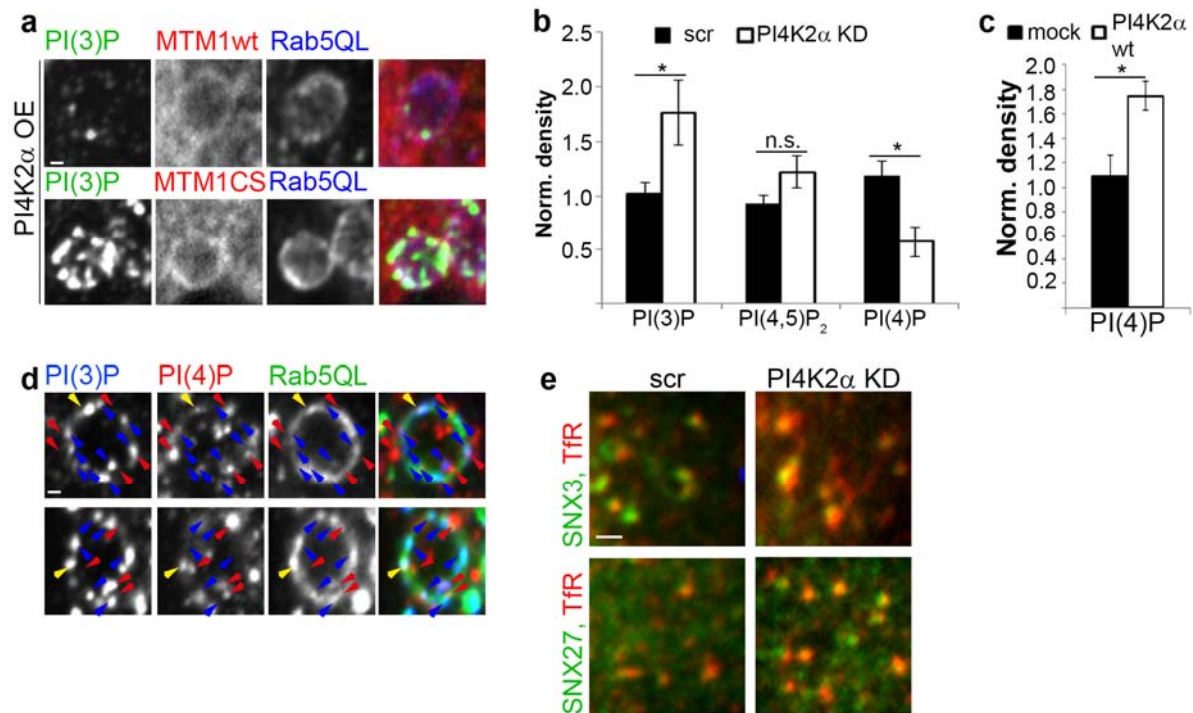 a
PI(3)P MTM1wt Rab5QL
PI4K2α OE
PI(3)P MTM1CS Rab5QL
b
scr PI4K2α KD
Norm. density
2.5
2.0
1.5
1.0
0.5
*
n.s.
*
PI(3)P PI(4,5)P₂ PI(4)P
c
mock PI4K2α
wt
Norm. density
2.0
1.8
1.6
1.4
1.2
1.0
0.8
0.6
0.4
0.2
*
PI(4)P
d
PI(3)P PI(4)P Rab5QL
e
scr PI4K2α KD
SNX3, TfR
SNX27, TfR